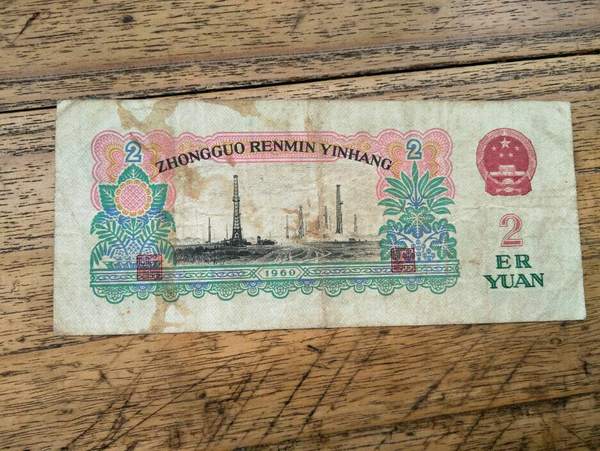 2
ZHONGGUO RENMIN YINHANG
2
1960
2
ER
YUAN